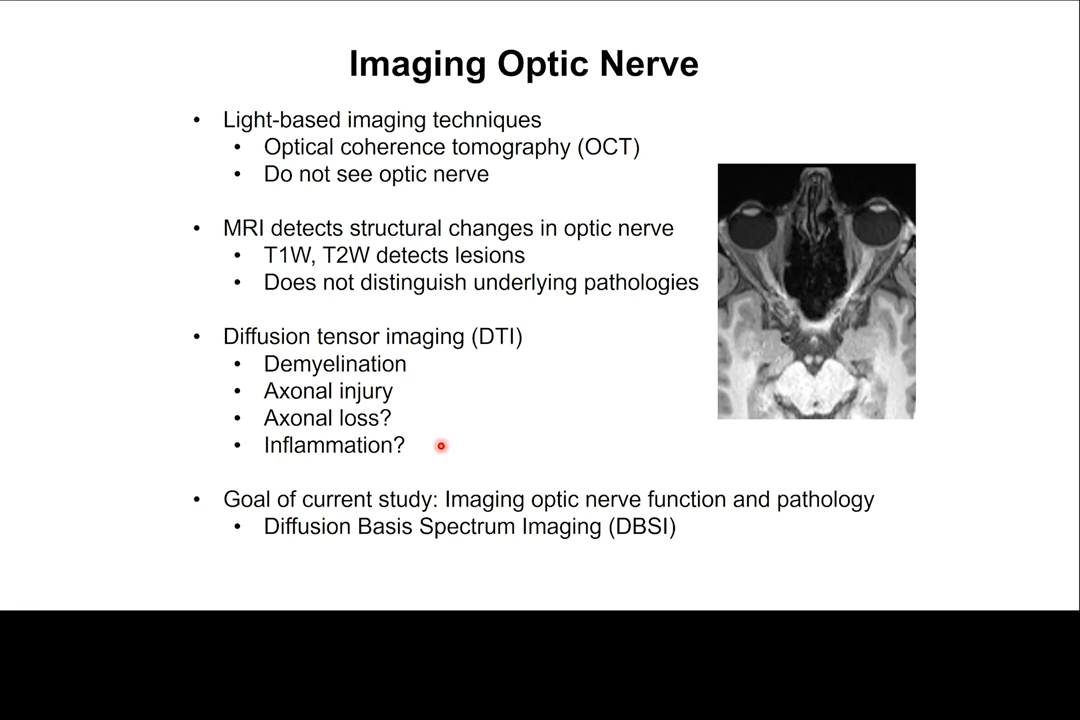 Imaging Optic Nerve
• Light-based imaging techniques
• Optical coherence tomography (OCT)
• Do not see optic nerve
• MRI detects structural changes in optic nerve
• T1W, T2W detects lesions
• Does not distinguish underlying pathologies
• Diffusion tensor imaging (DTI)
• Demyelination
• Axonal injury
• Axonal loss?
• Inflammation?
• Goal of current study: Imaging optic nerve function and pathology
• Diffusion Basis Spectrum Imaging (DBSI)